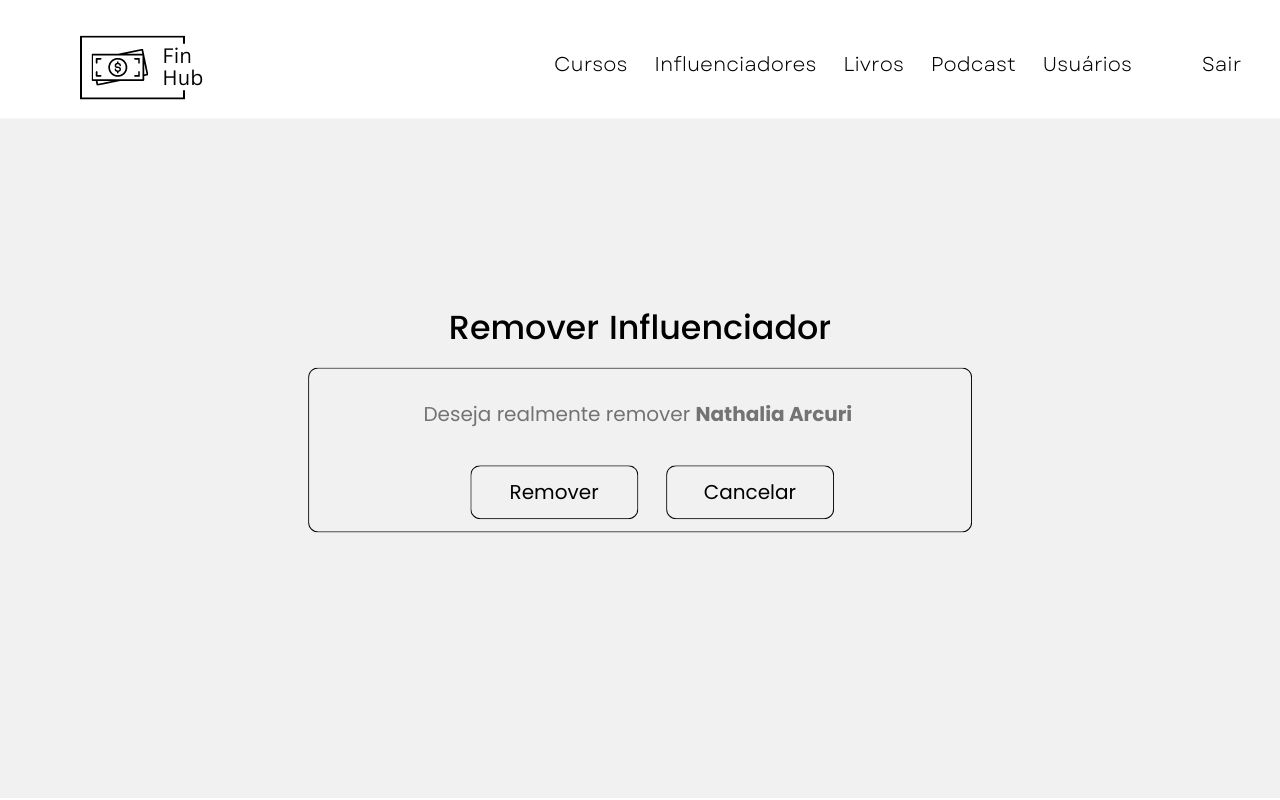 Fin
Hub
Cursos Influenciadores Livros Podcast Usuários Sair
Remover Influenciador
Deseja realmente remover Nathalia Arcuri
Remover Cancelar